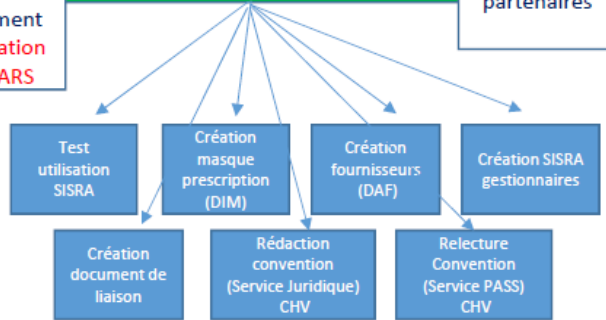 partenaires
ment
ation
ARS
Test
utilisation
SISRA
Création
masque
prescription
(DIM)
Création
fournisseurs
(DAF)
Création SISRA
gestionnaires
Création
document de
liaison
Rédaction
convention
(Service Juridique)
CHV
Relecture
Convention
(Service PASS)
CHV